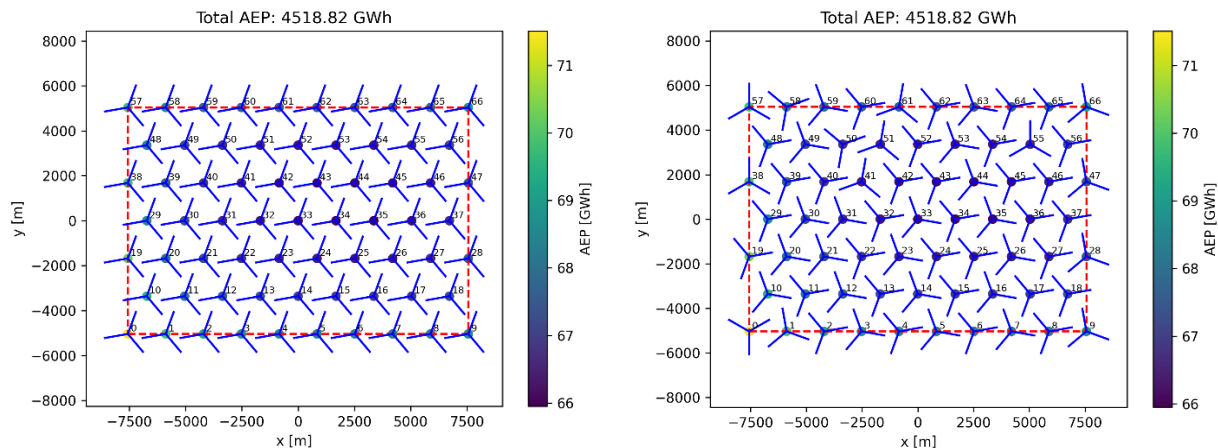 Total AEP: 4518.82 GWh
8000
6000
4000
2000
0
−2000
−4000
−6000
−8000
y [m]
57 58 59 60 61 62 63 64 65 66
48 49 50 51 52 53 54 55 56
38 39 40 41 42 43 44 45 46 47
29 30 31 32 33 34 35 36 37
19 20 21 22 23 24 25 26 27 28
10 11 12 13 14 15 16 17 18
0 1 2 3 4 5 6 7 8 9
−7500 −5000 −2500 0 2500 5000 7500
x [m]
71
70
69
68
67
66
AEP [GWh]
Total AEP: 4518.82 GWh
8000
6000
4000
2000
0
−2000
−4000
−6000
−8000
y [m]
57 58 59 60 61 62 63 64 65 66
48 49 50 51 52 53 54 55 56
38 39 40 41 42 43 44 45 46 47
29 30 31 32 33 34 35 36 37
19 20 21 22 23 24 25 26 27 28
10 11 12 13 14 15 16 17 18
0 1 2 3 4 5 6 7 8 9
−7500 −5000 −2500 0 2500 5000 7500
x [m]
71
70
69
68
67
66
AEP [GWh]